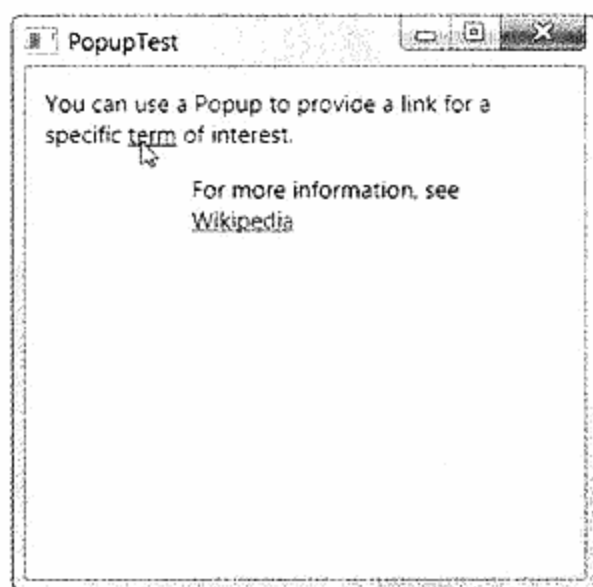 PopupTest
You can use a Popup to provide a link for a
specific term of interest.
For more information, see
Wikipedia